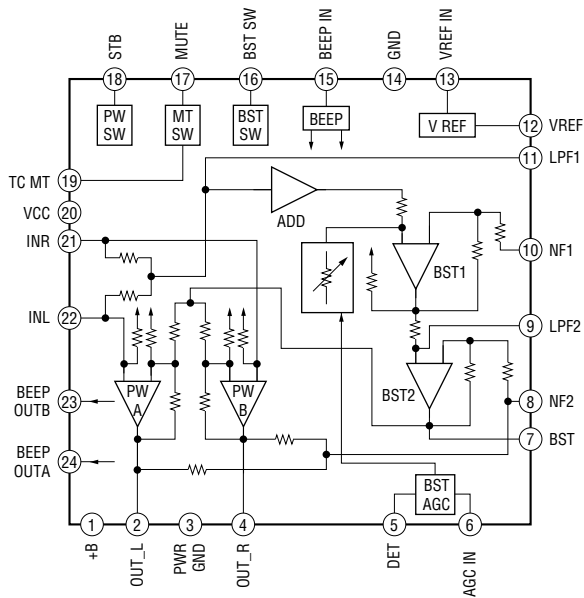 STB
MUTE
BST SW
BEEP IN
GND
VREF IN
18
17
16
15
14
13
PW
SW
MT
SW
BST
SW
BEEP
V REF
12
VREF
11
LPF1
TC MT
19
VCC
20
INR
21
ADD
BST1
10
NF1
INL
22
9
LPF2
BEEP
OUTB
23
PW
A
PW
B
BST2
8
NF2
7
BST
BEEP
OUTA
24
BST
AGC
1
2
3
4
5
6
+B
OUT_L
PWR
GND
OUT_R
DET
AGC IN